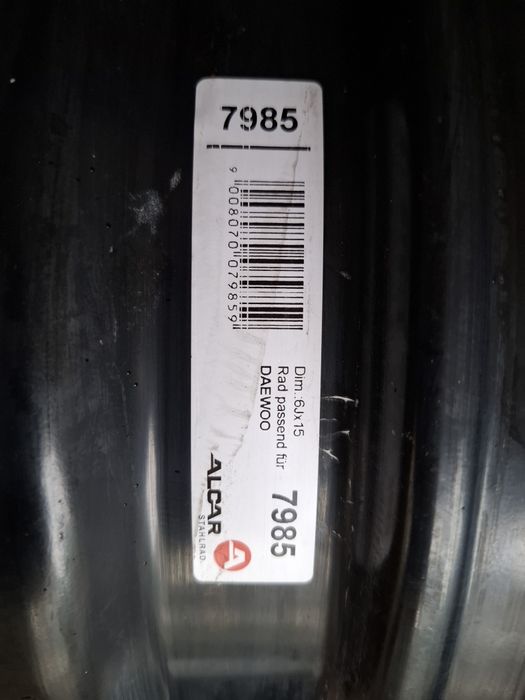 7985
9 008070 079859
Dim.:6Jx15
Rad passend für
DAEWOO
7985
ALCAR
STAHLRAD